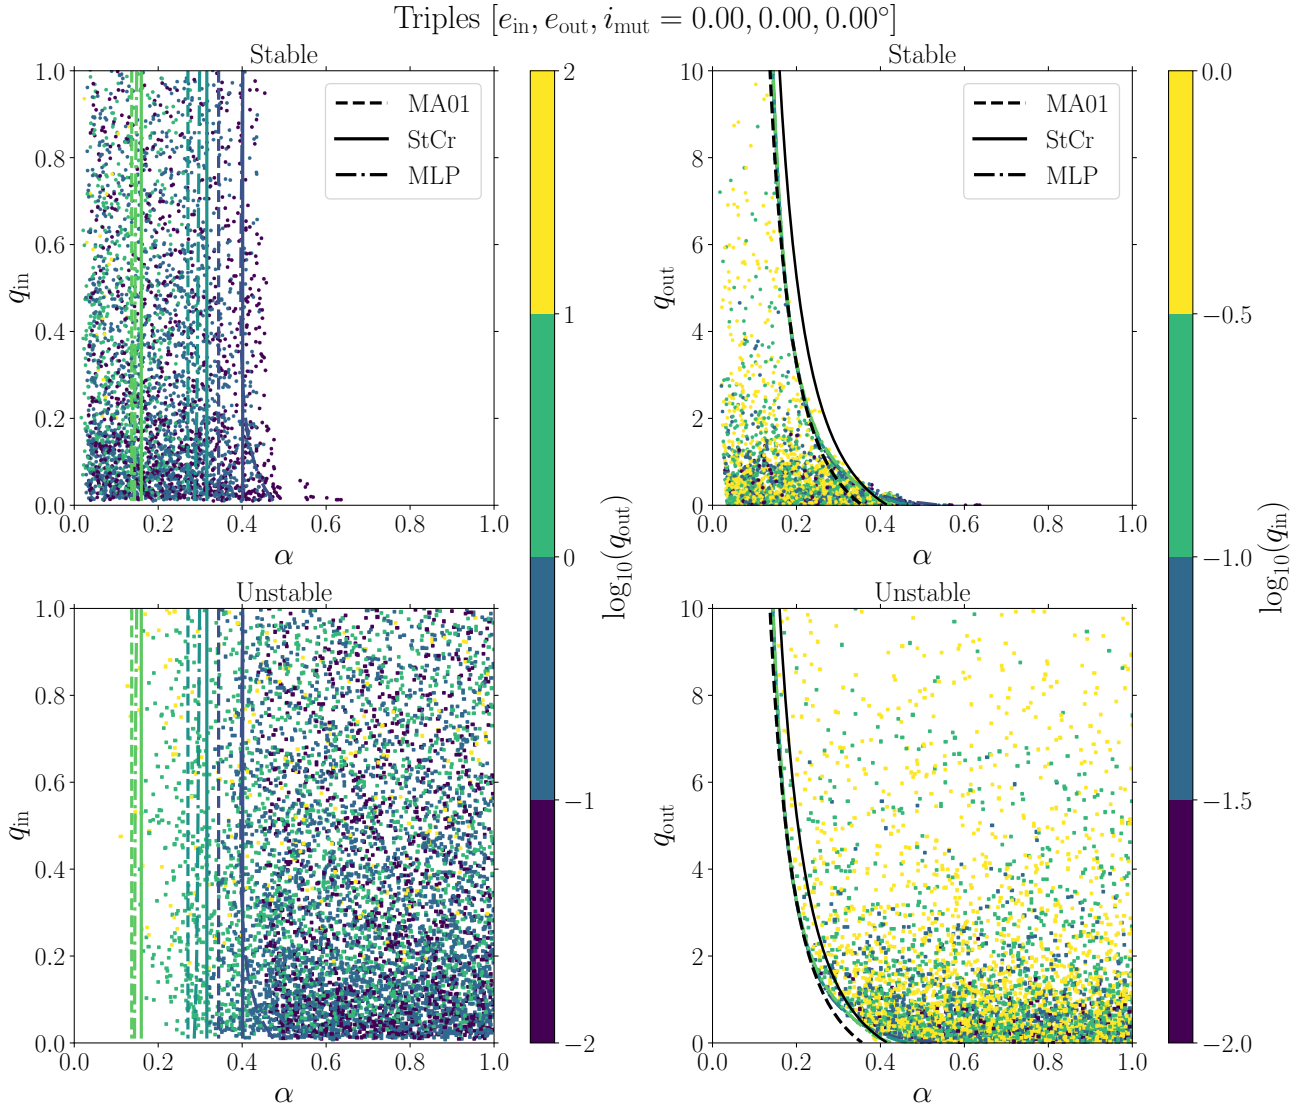 Triples [e_in, e_out, i_mut = 0.00, 0.00, 0.00°]
Stable
1.0
0.8
0.6
0.4
0.2
0.0
q_in
0.0 0.2 0.4 0.6 0.8 1.0
α
MA01
StCr
MLP
2
1
0
−1
−2
log₁₀(q_out)
Stable
10
8
6
4
2
0
q_out
0.0 0.2 0.4 0.6 0.8 1.0
α
MA01
StCr
MLP
0.0
−0.5
−1.0
−1.5
−2.0
log₁₀(q_in)
Unstable
1.0
0.8
0.6
0.4
0.2
0.0
q_in
0.0 0.2 0.4 0.6 0.8 1.0
α
Unstable
10
8
6
4
2
0
q_out
0.0 0.2 0.4 0.6 0.8 1.0
α